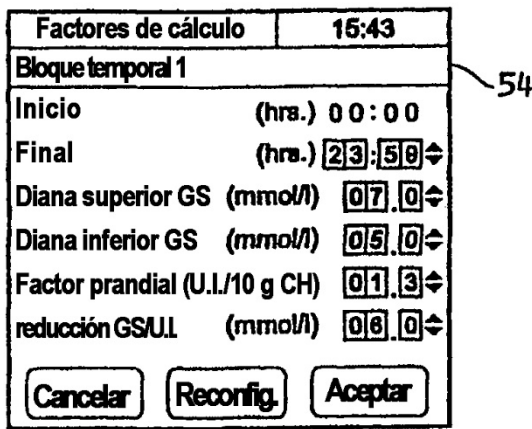 Factores de cálculo 15:43
Bloque temporal 1
54
Inicio (hrs.) 00:00
Final (hrs.) 23:59
Diana superior GS (mmol/l) 07.0
Diana inferior GS (mmol/l) 05.0
Factor prandial (U.I./10 g CH) 01.3
reducción GS/U.I. (mmol/l) 06.0
Cancelar Reconfig. Aceptar